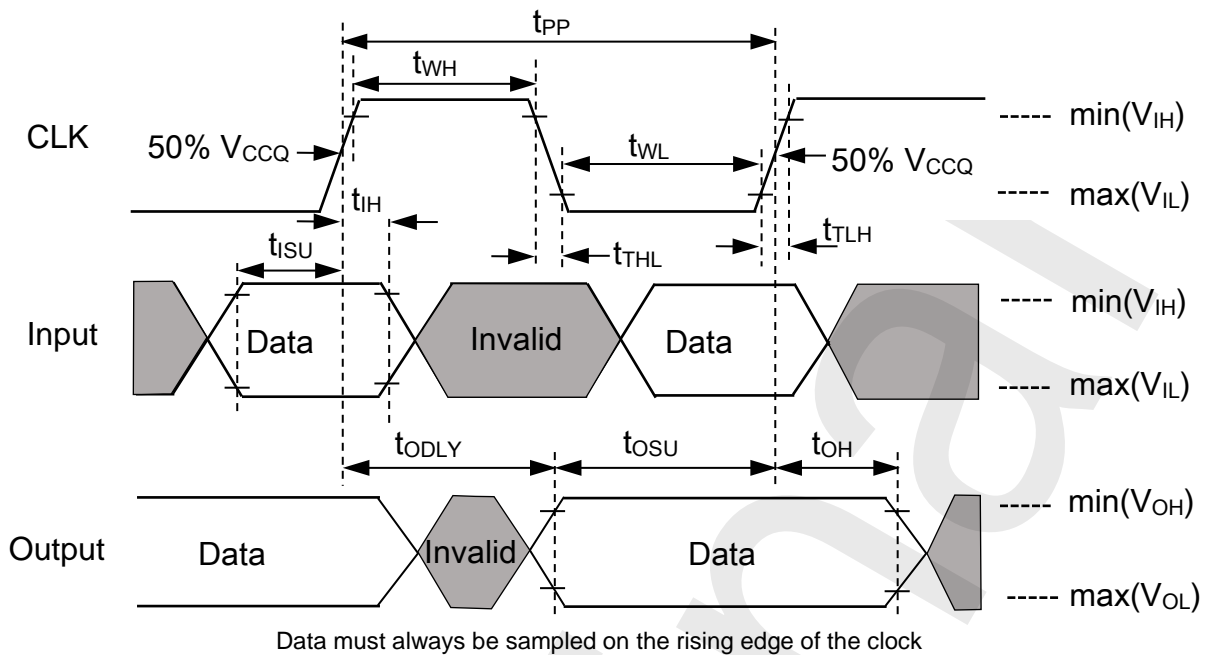 tPP
tWH
CLK
min(VIH)
50% VCCQ
tWL
50% VCCQ
max(VIL)
tIH
tISU
tTHL
tTLH
Input
Data
Invalid
Data
min(VIH)
max(VIL)
tODLY
tOSU
tOH
min(VOH)
Output
Data
Invalid
Data
max(VOL)
Data must always be sampled on the rising edge of the clock